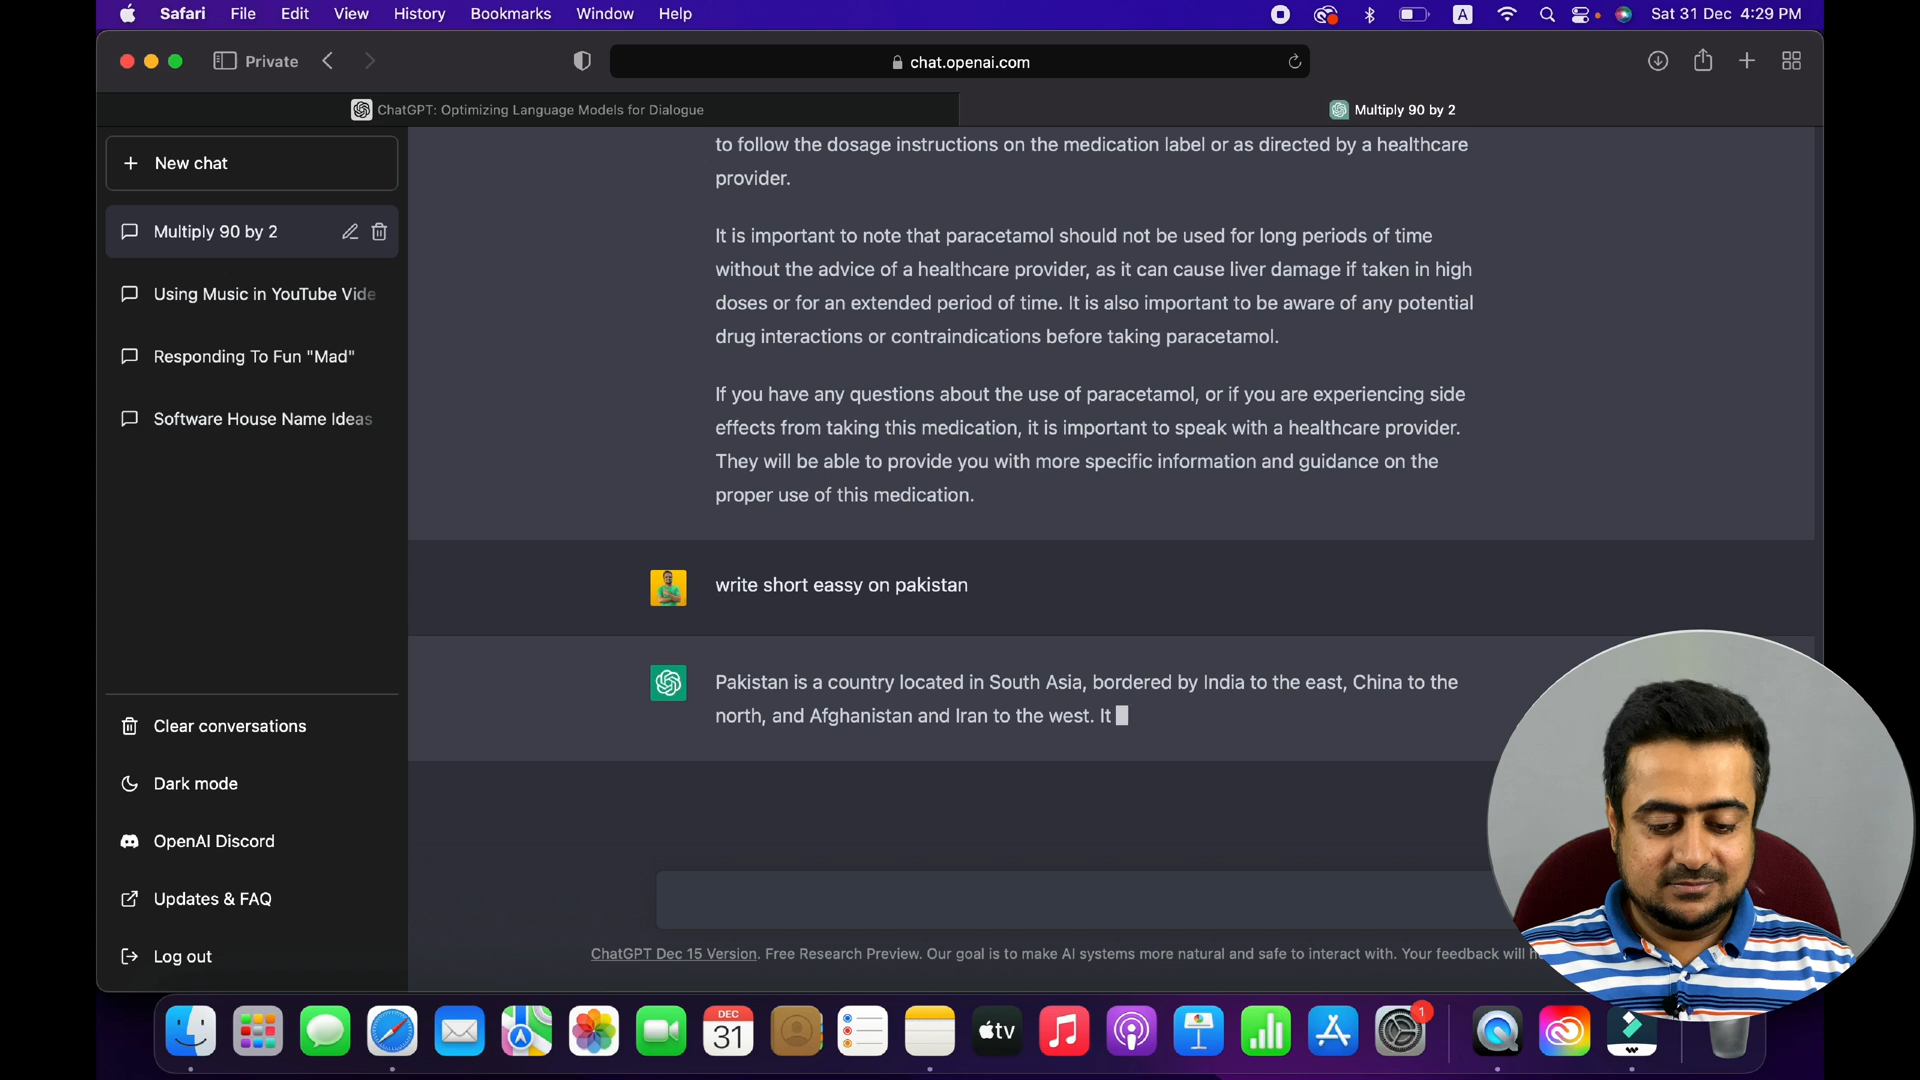 Safari File Edit View History Bookmarks Window Help A Sat 31 Dec 4:29 PM
Private chat.openai.com
ChatGPT: Optimizing Language Models for Dialogue Multiply 90 by 2
New chat
Multiply 90 by 2
Using Music in YouTube Vide
Responding To Fun "Mad"
Software House Name Ideas
Clear conversations
Dark mode
OpenAI Discord
Updates & FAQ
Log out
to follow the dosage instructions on the medication label or as directed by a healthcare
provider.
It is important to note that paracetamol should not be used for long periods of time
without the advice of a healthcare provider, as it can cause liver damage if taken in high
doses or for an extended period of time. It is also important to be aware of any potential
drug interactions or contraindications before taking paracetamol.
If you have any questions about the use of paracetamol, or if you are experiencing side
effects from taking this medication, it is important to speak with a healthcare provider.
They will be able to provide you with more specific information and guidance on the
proper use of this medication.
write short eassy on pakistan
Pakistan is a country located in South Asia, bordered by India to the east, China to the
north, and Afghanistan and Iran to the west. It
ChatGPT Dec 15 Version. Free Research Preview. Our goal is to make AI systems more natural and safe to interact with. Your feedback will
DEC
31
tv
1